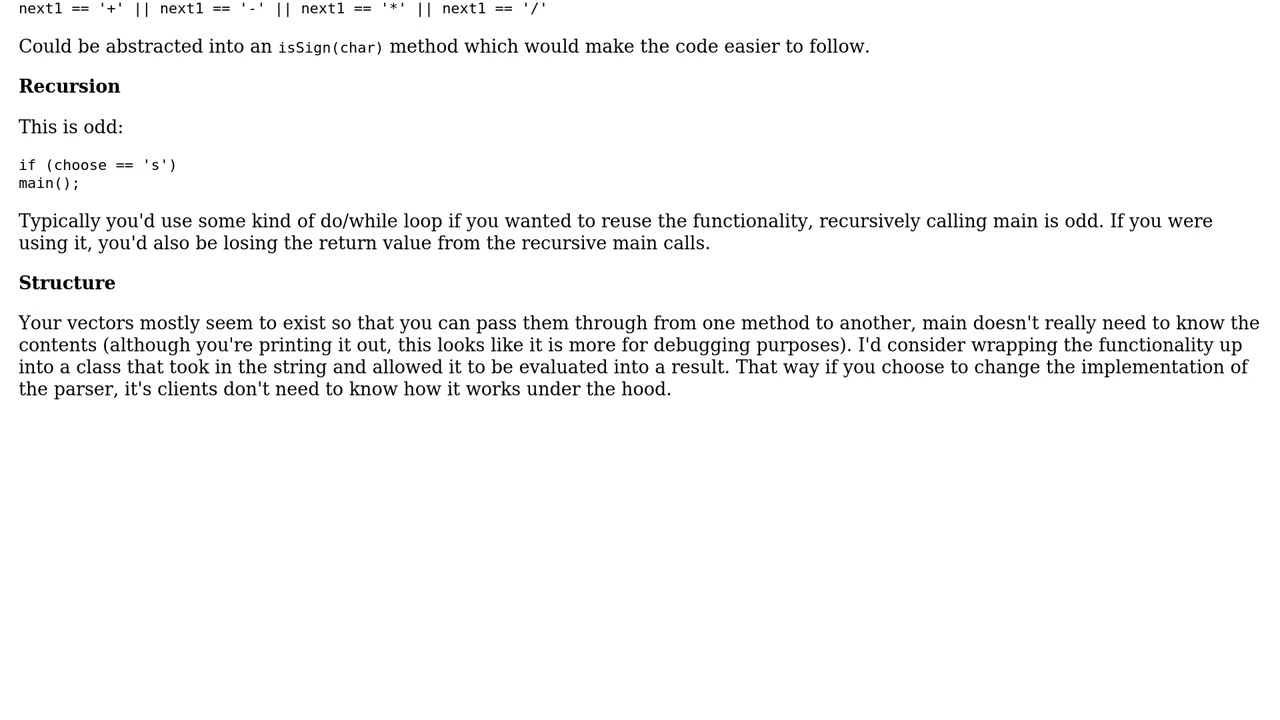 next1 == '+' || next1 == '-' || next1 == '*' || next1 == '/'
Could be abstracted into an isSign(char) method which would make the code easier to follow.
Recursion
This is odd:
if (choose == 's')
main();
Typically you'd use some kind of do/while loop if you wanted to reuse the functionality, recursively calling main is odd. If you were
using it, you'd also be losing the return value from the recursive main calls.
Structure
Your vectors mostly seem to exist so that you can pass them through from one method to another, main doesn't really need to know the
contents (although you're printing it out, this looks like it is more for debugging purposes). I'd consider wrapping the functionality up
into a class that took in the string and allowed it to be evaluated into a result. That way if you choose to change the implementation of
the parser, it's clients don't need to know how it works under the hood.